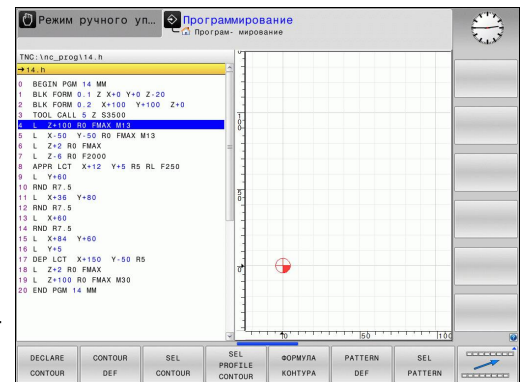 Режим ручного уп...
Программирование
Програм- мирование
TNC:\nc_prog\14.h
→14.h
0 BEGIN PGM 14 MM
1 BLK FORM 0.1 Z X+0 Y+0 Z-20
2 BLK FORM 0.2 X+100 Y+100 Z+0
3 TOOL CALL 5 Z S3500
4 L Z+100 R0 FMAX M13
5 L X-50 Y-50 R0 FMAX M13
6 L Z+2 R0 FMAX
7 L Z-6 R0 F2000
8 APPR LCT X+12 Y+5 R5 RL F250
9 L Y+60
10 RND R7.5
11 L X+36 Y+80
12 RND R7.5
13 L X+60
14 RND R7.5
15 L X+84 Y+60
16 L Y+5
17 DEP LCT X+150 Y-50 R5
18 L Z+2 R0 FMAX
19 L Z+100 R0 FMAX M30
20 END PGM 14 MM
100
50
0
0 50 100
DECLARE CONTOUR
CONTOUR DEF
SEL CONTOUR
SEL PROFILE CONTOUR
ФОРМУЛА КОНТУРА
PATTERN DEF
SEL PATTERN